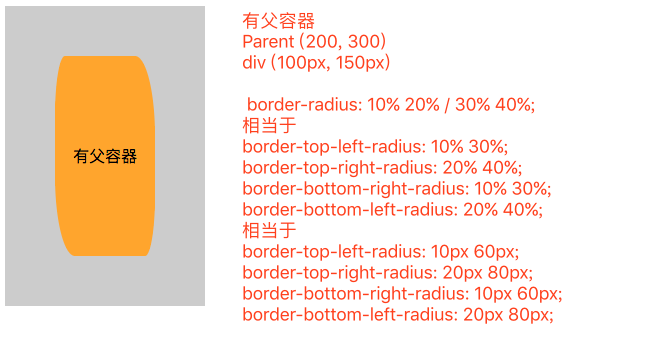 有父容器
有父容器
Parent (200, 300)
div (100px, 150px)
border-radius: 10% 20% / 30% 40%;
相当于
border-top-left-radius: 10% 30%;
border-top-right-radius: 20% 40%;
border-bottom-right-radius: 10% 30%;
border-bottom-left-radius: 20% 40%;
相当于
border-top-left-radius: 10px 60px;
border-top-right-radius: 20px 80px;
border-bottom-right-radius: 10px 60px;
border-bottom-left-radius: 20px 80px;